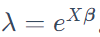 λ = e^{Xβ}.